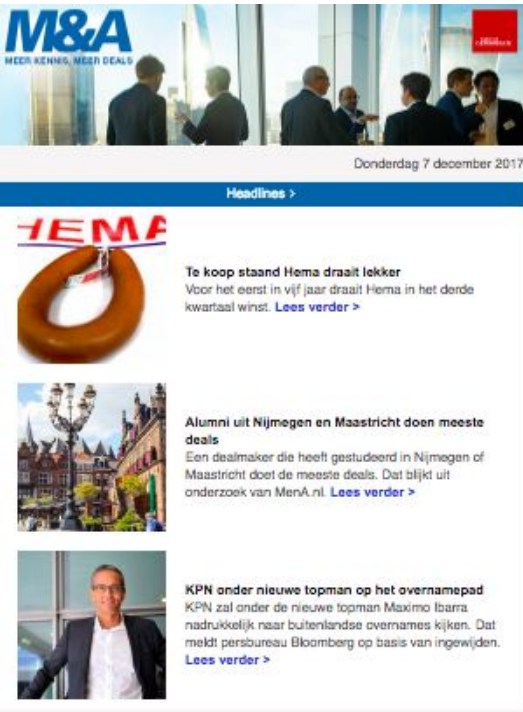 M&A
MEER KENNIS, MEER DEALS
Donderdag 7 december 2017
Headlines >
HEMA
Te koop staand Hema draait lekker
Voor het eerst in vijf jaar draait Hema in het derde
kwartaal winst. Lees verder >
Alumni uit Nijmegen en Maastricht doen meeste
deals
Een dealmaker die heeft gestudeerd in Nijmegen of
Maastricht doet de meeste deals. Dat blijkt uit
onderzoek van MenA.nl. Lees verder >
KPN onder nieuwe topman op het overnamepad
KPN zal onder de nieuwe topman Maximo Ibarra
nadrukkelijk naar buitenlandse overnames kijken. Dat
meldt persbureau Bloomberg op basis van ingewijden.
Lees verder >